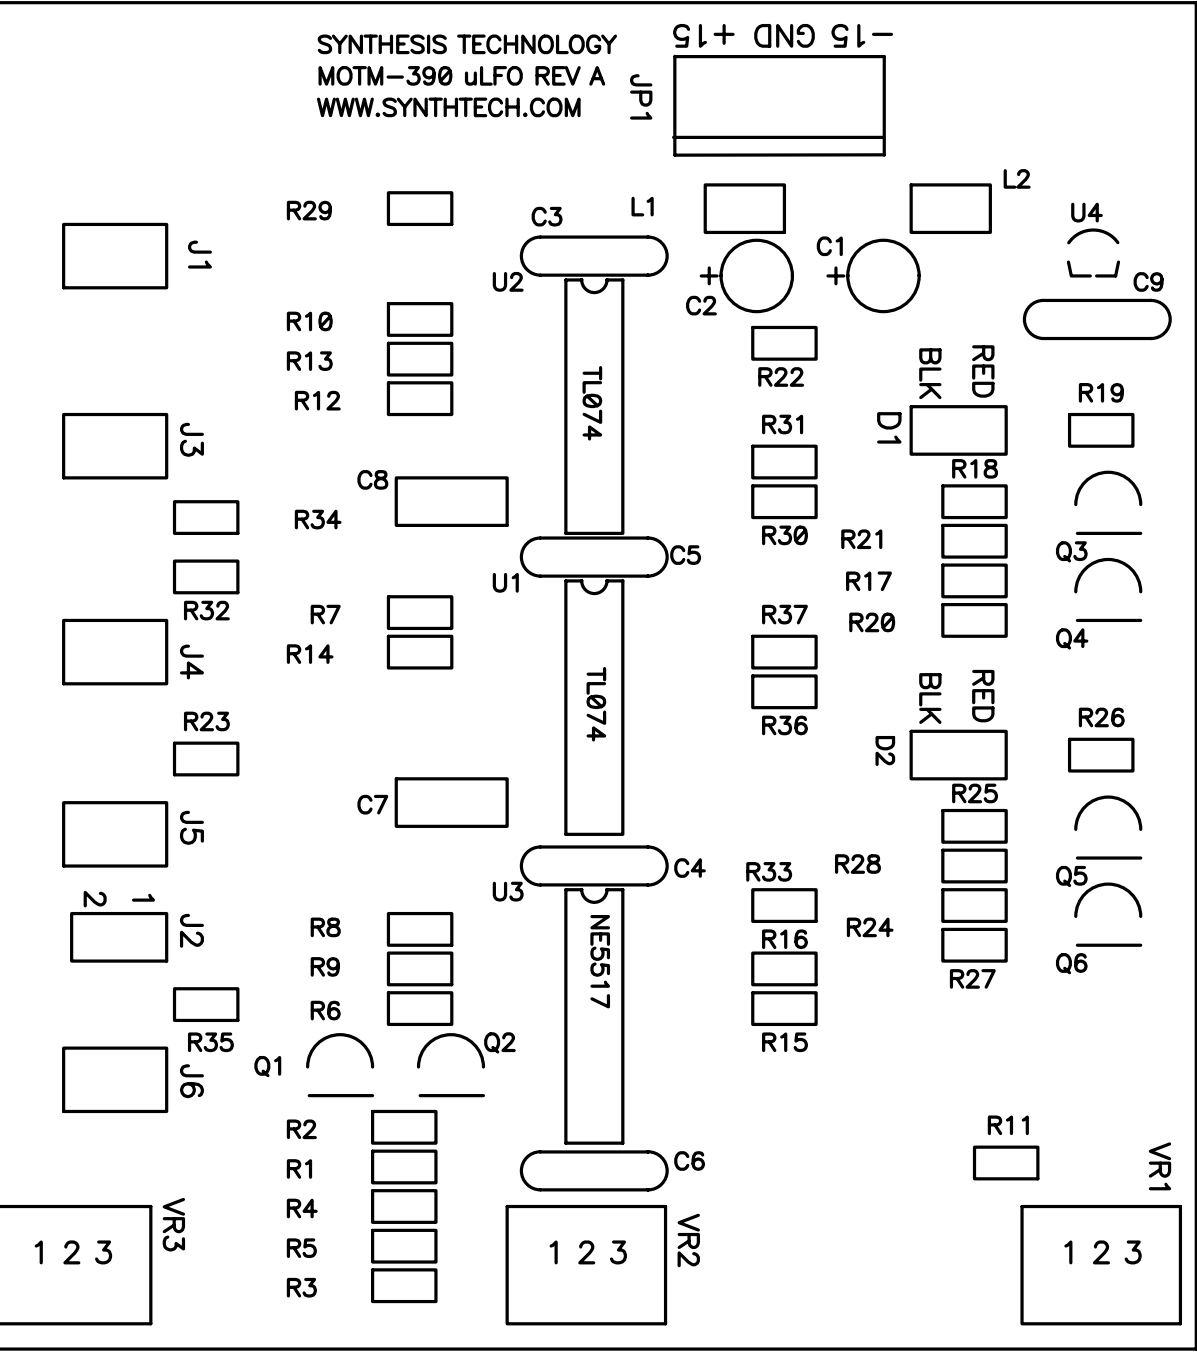 SYNTHESIS TECHNOLOGY
MOTM-390 uLFO REV A
WWW.SYNTHTECH.COM
-15 GND +15
JP1
L2
R29
C3
L1
U4
J1
C1
U2
C2
C9
R10
R13
R12
TL074
R22
BLK
RED
R19
J3
R31
D1
C8
R18
R34
R30
R21
Q3
C5
U1
R17
R32
R7
R37
R20
Q4
R14
J4
TL074
BLK
RED
R23
R36
R26
D2
C7
R25
J5
C4
R33
R28
Q5
U3
2
1
J2
R8
NE5517
R16
R24
R9
Q6
R27
R6
R35
R15
Q1
Q2
J6
R2
R11
R1
C6
VR1
R4
VR3
VR2
R5
1 2 3
1 2 3
1 2 3
R3